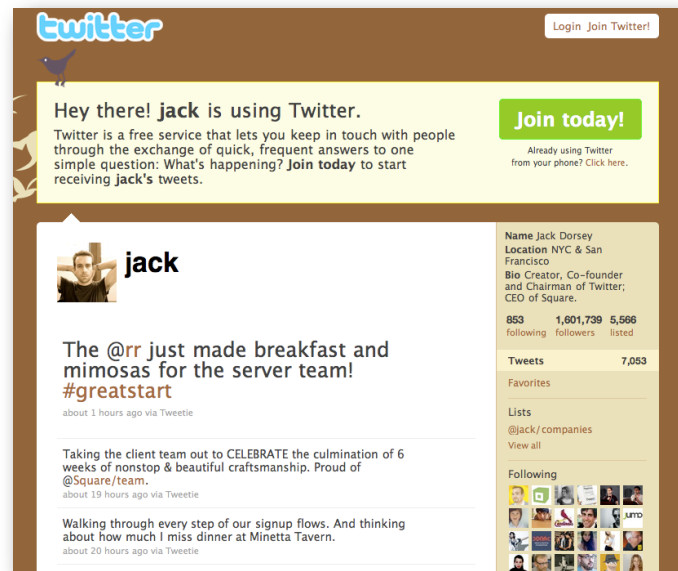 twitter
Login Join Twitter!
Hey there! jack is using Twitter.
Twitter is a free service that lets you keep in touch with people
through the exchange of quick, frequent answers to one
simple question: What's happening? Join today to start
receiving jack's tweets.
Join today!
Already using Twitter
from your phone? Click here.
jack
The @rr just made breakfast and
mimosas for the server team!
#greatstart
about 1 hours ago via Tweetie
Taking the client team out to CELEBRATE the culmination of 6
weeks of nonstop & beautiful craftsmanship. Proud of
@Square/team.
about 19 hours ago via Tweetie
Walking through every step of our signup flows. And thinking
about how much I miss dinner at Minetta Tavern.
about 20 hours ago via Tweetie
Name Jack Dorsey
Location NYC & San
Francisco
Bio Creator, Co-founder
and Chairman of Twitter;
CEO of Square.
853 1,601,739 5,566
following followers listed
Tweets 7,053
Favorites
Lists
@jack/companies
View all
Following